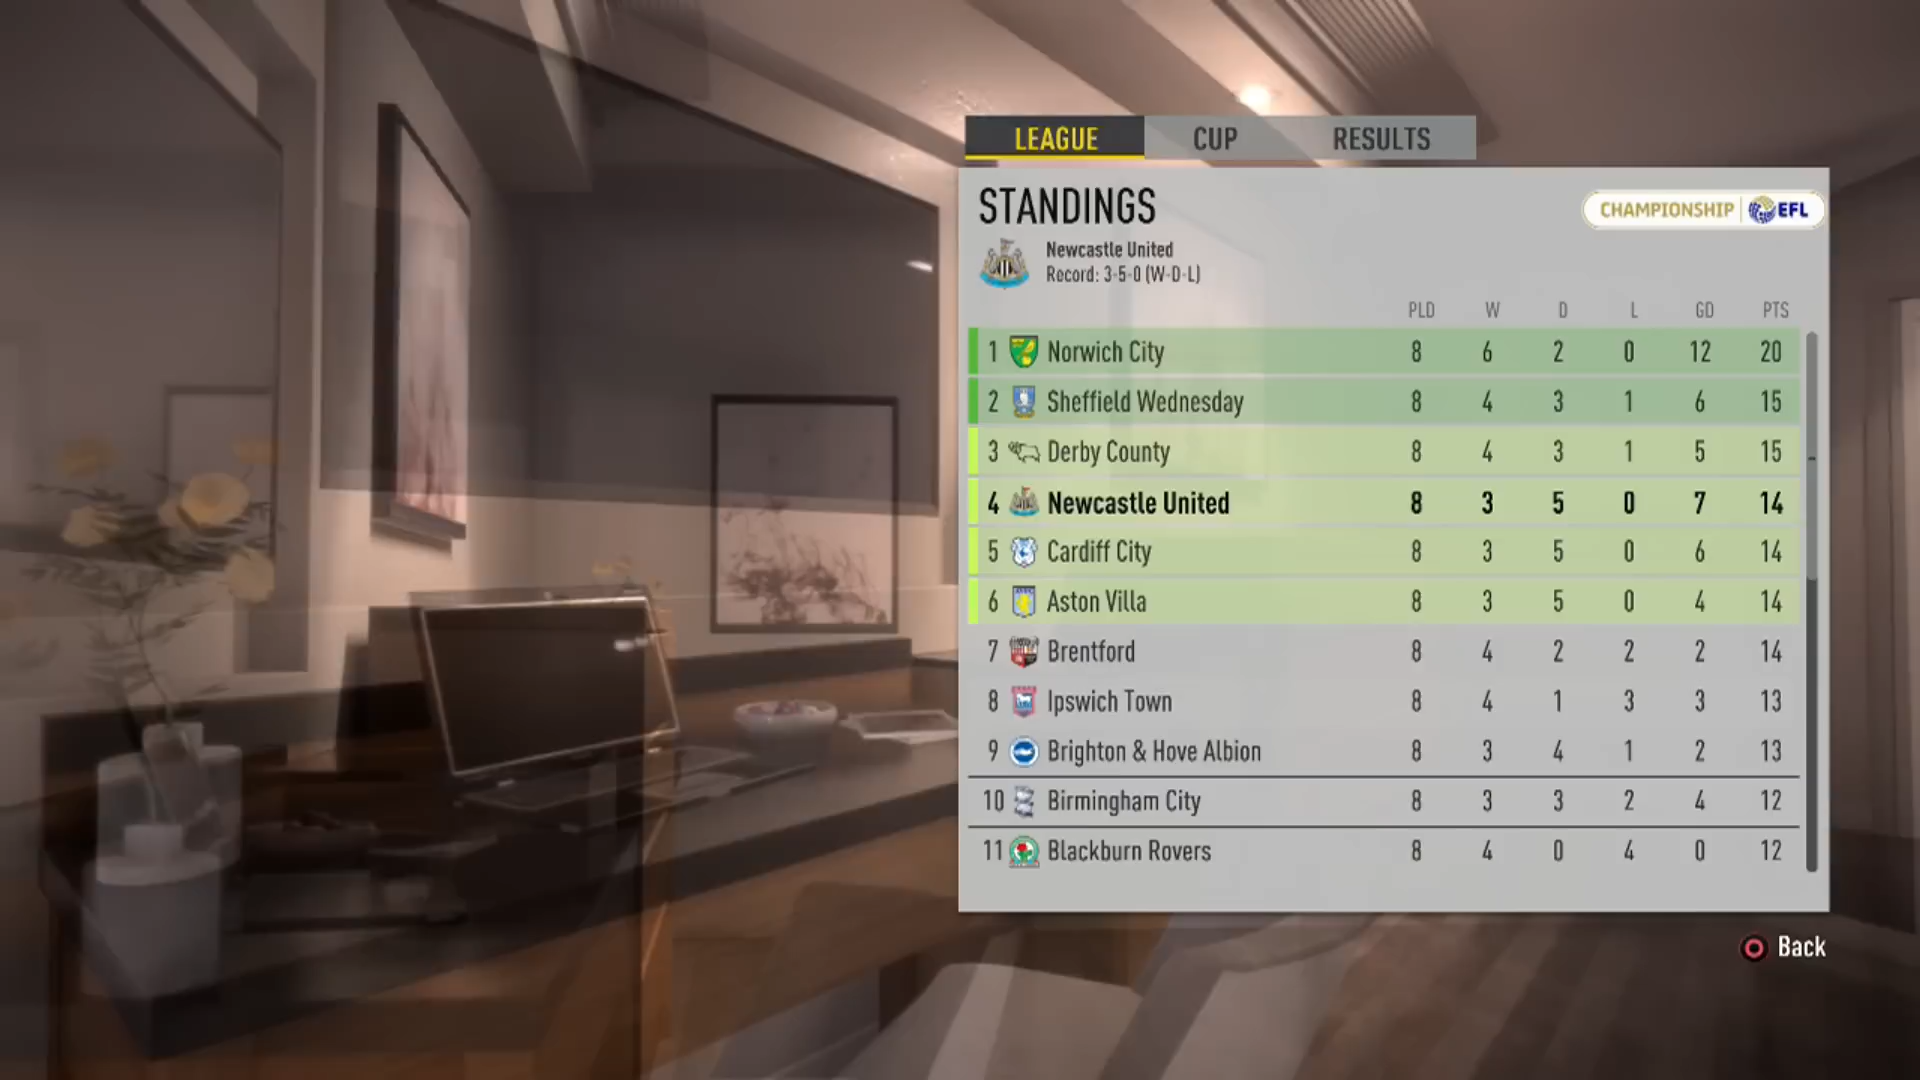 LEAGUE CUP RESULTS
STANDINGS
CHAMPIONSHIP EFL
Newcastle United
Record: 3-5-0 (W-D-L)
PLD W D L GD PTS
1 Norwich City 8 6 2 0 12 20
2 Sheffield Wednesday 8 4 3 1 6 15
3 Derby County 8 4 3 1 5 15
4 Newcastle United 8 3 5 0 7 14
5 Cardiff City 8 3 5 0 6 14
6 Aston Villa 8 3 5 0 4 14
7 Brentford 8 4 2 2 2 14
8 Ipswich Town 8 4 1 3 3 13
9 Brighton & Hove Albion 8 3 4 1 2 13
10 Birmingham City 8 3 3 2 4 12
11 Blackburn Rovers 8 4 0 4 0 12
Back